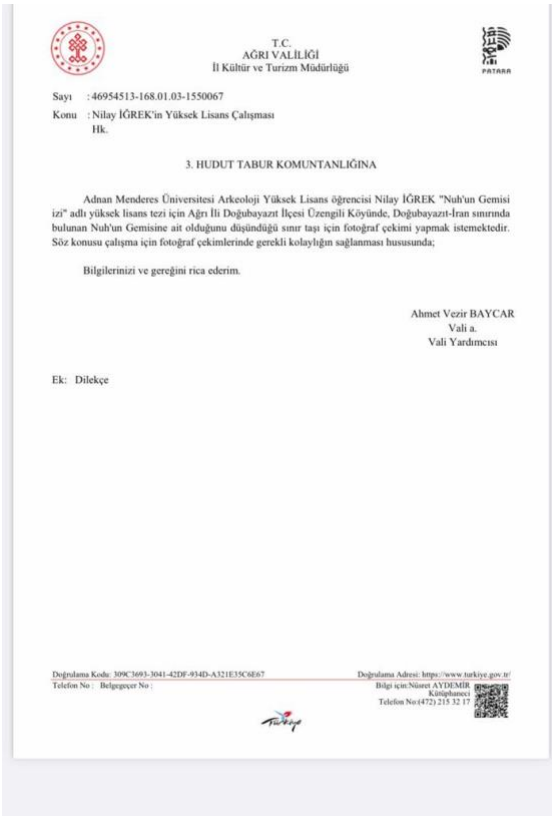 T.C.
AĞRI VALİLİĞİ
İl Kültür ve Turizm Müdürlüğü
PATARA
Sayı : 46954513-168.01.03-1550067
Konu : Nilay İĞREK'in Yüksek Lisans Çalışması
Hk.
3. HUDUT TABUR KOMUNTANLIĞINA
Adnan Menderes Üniversitesi Arkeoloji Yüksek Lisans öğrencisi Nilay İĞREK "Nuh'un Gemisi
izi" adlı yüksek lisans tezi için Ağrı İli Doğubayazıt İlçesi Üzengili Köyünde, Doğubayazıt-İran sınırında
bulunan Nuh'un Gemisine ait olduğunu düşündüğü sınır taşı için fotoğraf çekimi yapmak istemektedir.
Söz konusu çalışma için fotoğraf çekimlerinde gerekli kolaylığın sağlanması hususunda;
Bilgilerinizi ve gereğini rica ederim.
Ahmet Vezir BAYCAR
Vali a.
Vali Yardımcısı
Ek: Dilekçe
Doğrulama Kodu: 309C3693-3041-42DF-934D-A321E35C6E67
Doğrulama Adresi: https://www.turkiye.gov.tr/
Telefon No : Belgegeçer No :
Bilgi için:Nüsret AYDEMİR
Kütüphaneci
Telefon No:(472) 215 32 17
Türkiye